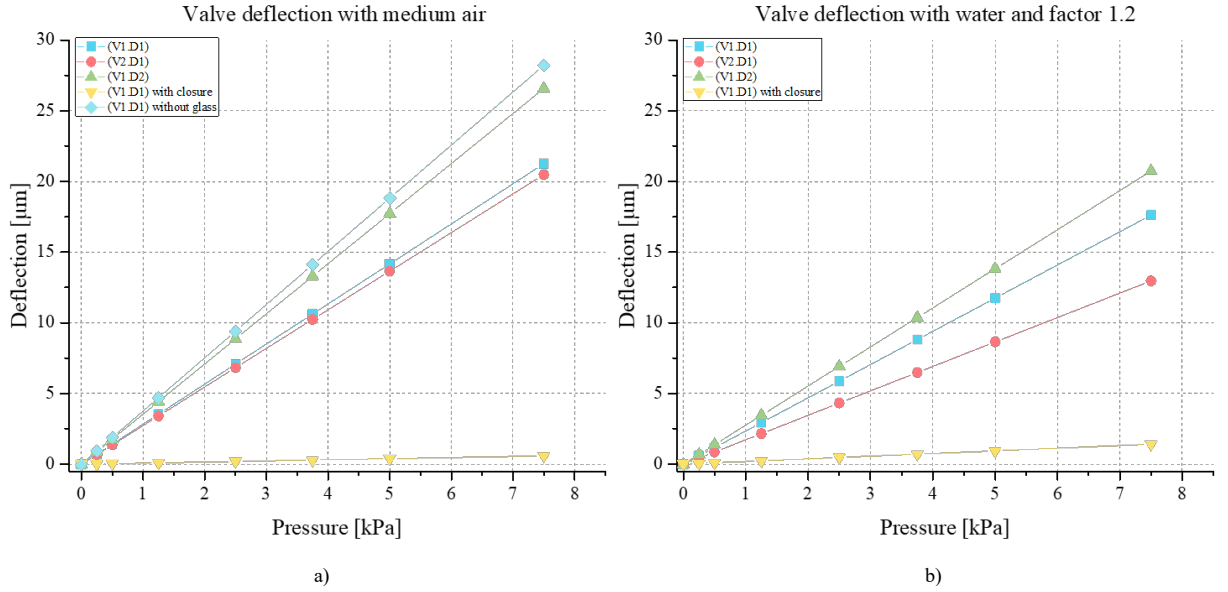 Valve deflection with medium air
30
25
20
15
10
5
0
Deflection [μm]
(V1.D1)
(V2.D1)
(V1.D2)
(V1.D1) with closure
(V1.D1) without glass
0 1 2 3 4 5 6 7 8
Pressure [kPa]
a)
Valve deflection with water and factor 1.2
30
25
20
15
10
5
0
Deflection [μm]
(V1.D1)
(V2.D1)
(V1.D2)
(V1.D1) with closure
0 1 2 3 4 5 6 7 8
Pressure [kPa]
b)